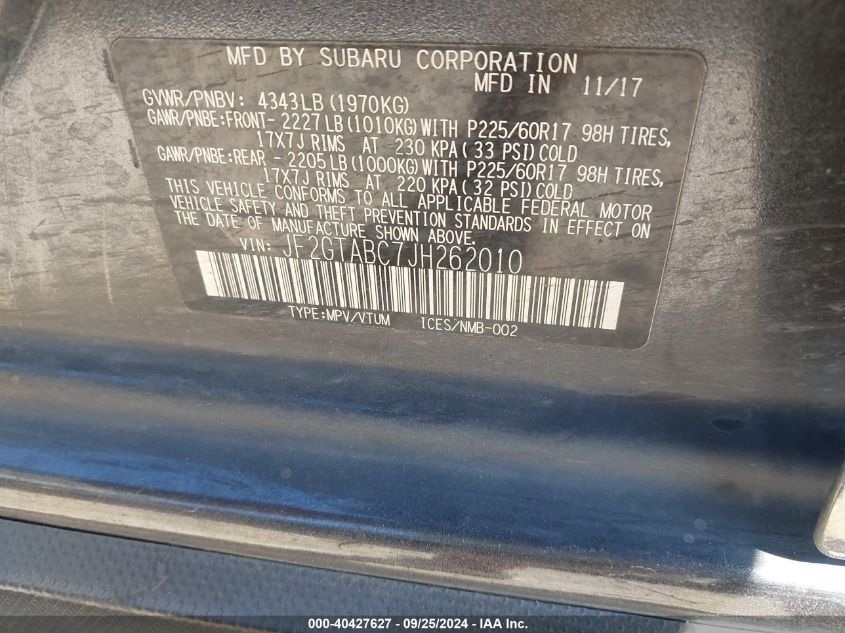 MFD BY SUBARU CORPORATION
MFD IN 11/17
GVWR/PNBV: 4343LB(1970KG)
GAWR/PNBE:FRONT- 2227LB(1010KG)WITH P225/60R17 98H TIRES,
17X7J RIMS AT 230 KPA( 33 PSI)COLD
GAWR/PNBE:REAR - 2205LB(1000KG)WITH P225/60R17 98H TIRES,
17X7J RIMS AT 220 KPA( 32 PSI)COLD
THIS VEHICLE CONFORMS TO ALL APPLICABLE FEDERAL MOTOR
VEHICLE SAFETY AND THEFT PREVENTION STANDARDS IN EFFECT ON
THE DATE OF MANUFACTURE SHOWN ABOVE.
VIN: JF2GTABC7JH262010
TYPE:MPV/VTUM ICES/NMB-002
000-40427627 - 09/25/2024 - IAA Inc.